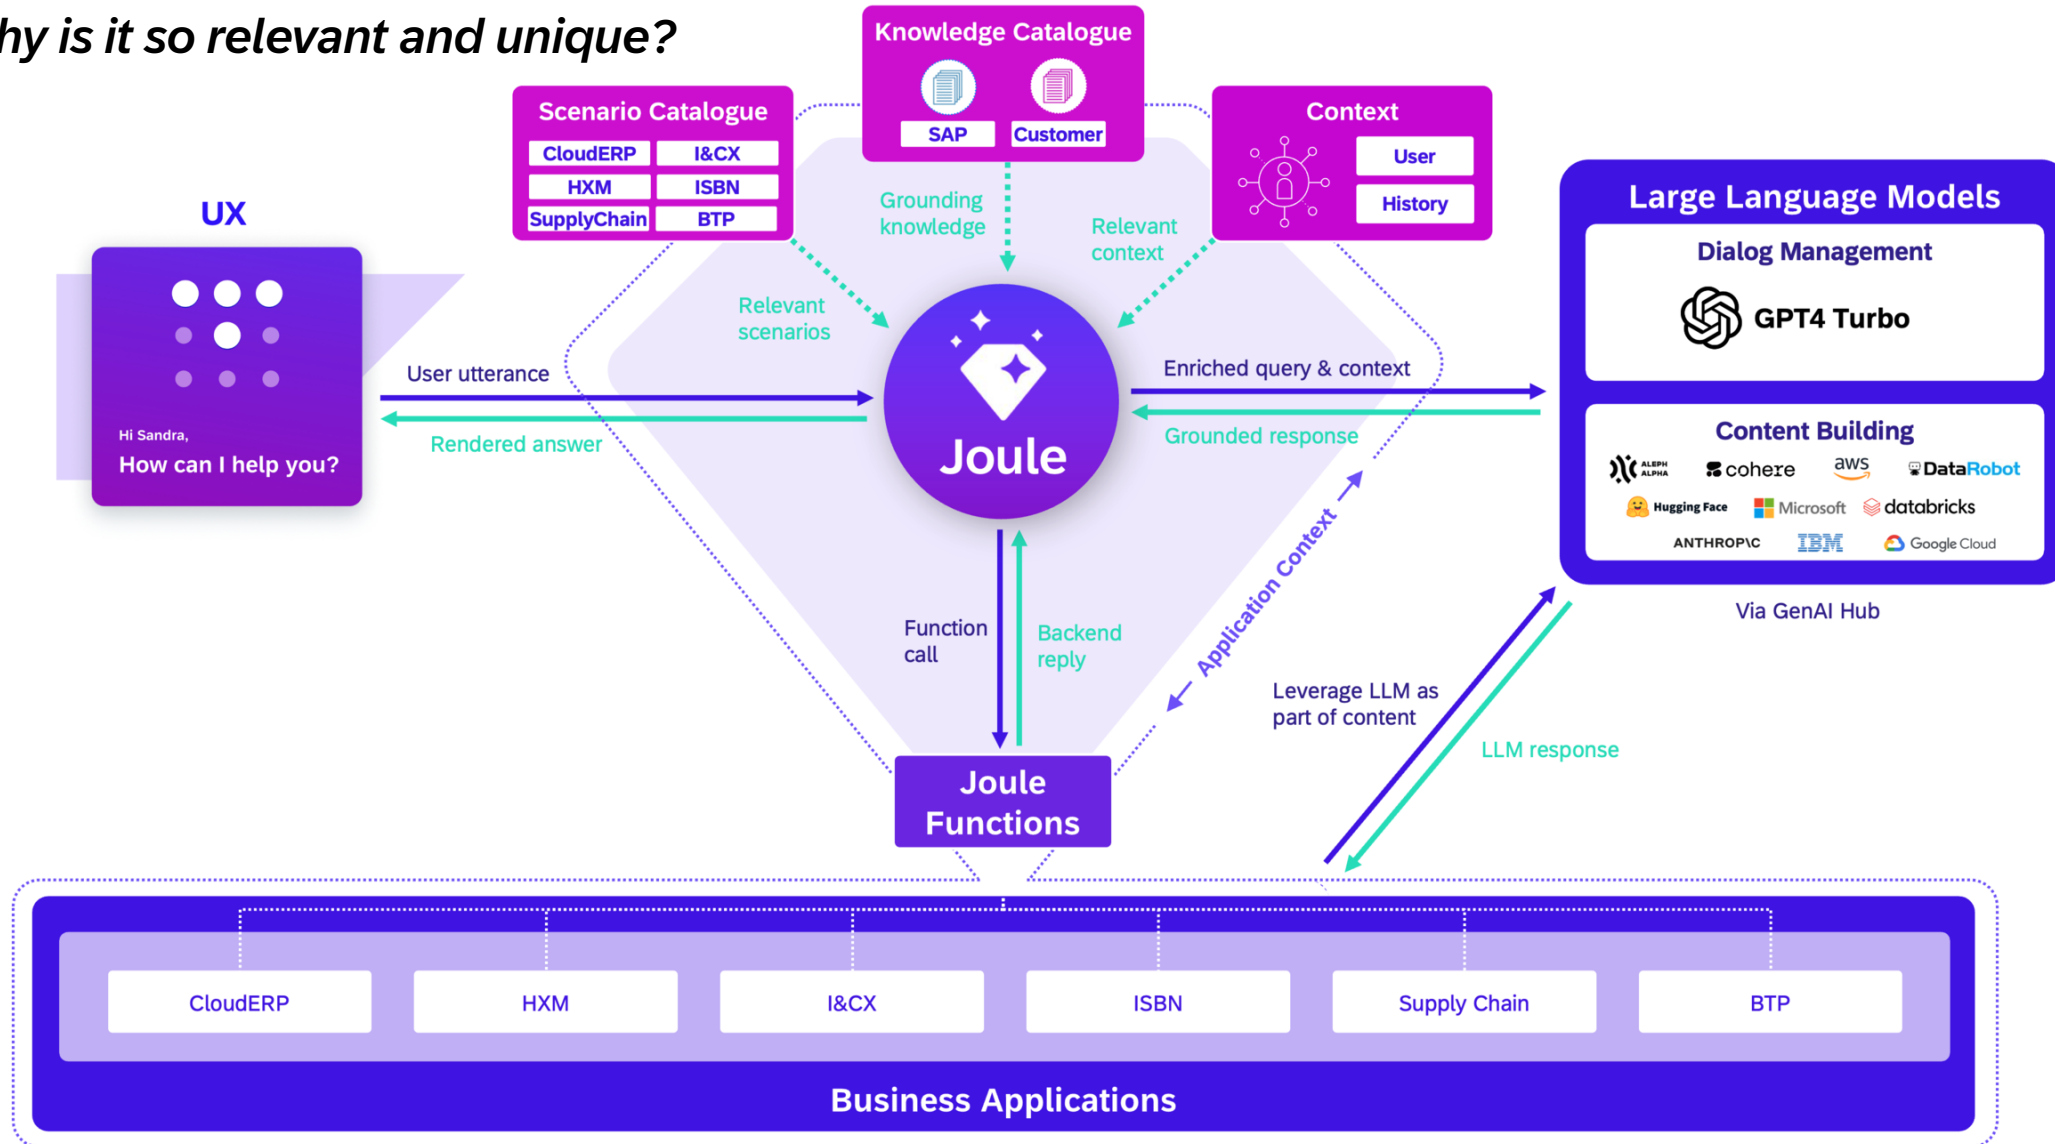 hy is it so relevant and unique?
Knowledge Catalogue
SAP
Customer
Scenario Catalogue
CloudERP
I&CX
HXM
ISBN
SupplyChain
BTP
Context
User
History
Grounding
knowledge
Relevant
context
Relevant
scenarios
UX
Hi Sandra,
How can I help you?
User utterance
Rendered answer
Joule
Enriched query & context
Grounded response
Large Language Models
Dialog Management
GPT4 Turbo
Content Building
ALEPH
ALPHA
cohere
aws
DataRobot
Hugging Face
Microsoft
databricks
ANTHROP\C
IBM
Google Cloud
Via GenAI Hub
Function
call
Backend
reply
Application Context
Leverage LLM as
part of content
LLM response
Joule
Functions
CloudERP
HXM
I&CX
ISBN
Supply Chain
BTP
Business Applications